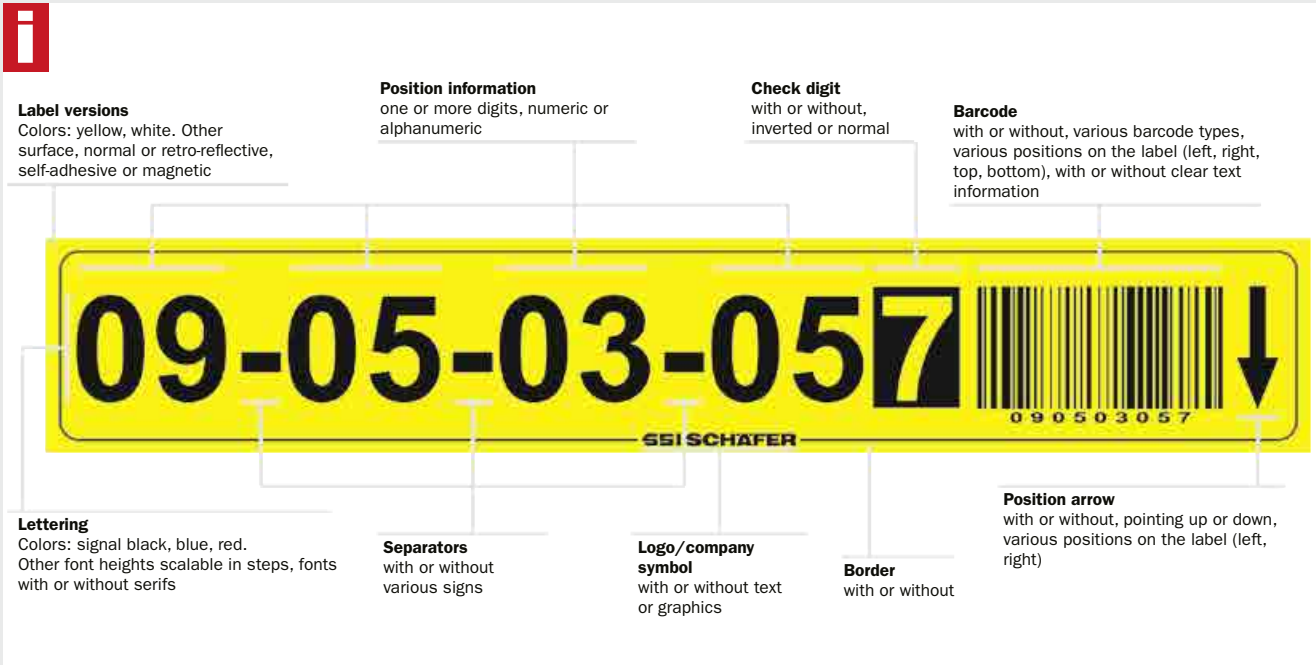 i
Label versions
Colors: yellow, white. Other
surface, normal or retro-reflective,
self-adhesive or magnetic
Position information
one or more digits, numeric or
alphanumeric
Check digit
with or without,
inverted or normal
Barcode
with or without, various barcode types,
various positions on the label (left, right,
top, bottom), with or without clear text
information
09-05-03-057
090503057
SSI SCHÄFER
Lettering
Colors: signal black, blue, red.
Other font heights scalable in steps, fonts
with or without serifs
Separators
with or without
various signs
Logo/company
symbol
with or without text
or graphics
Border
with or without
Position arrow
with or without, pointing up or down,
various positions on the label (left,
right)